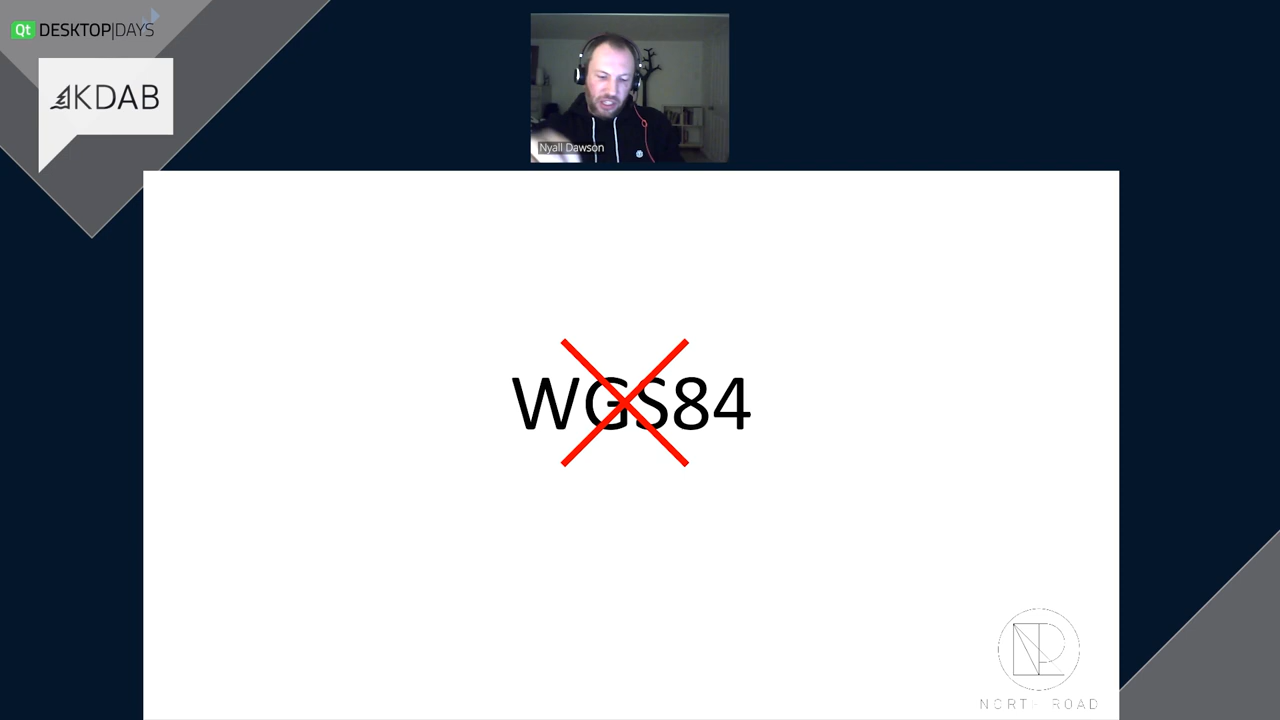 Qt DESKTOP|DAYS
KDAB
Nyall Dawson
WGS84
NORTH ROAD